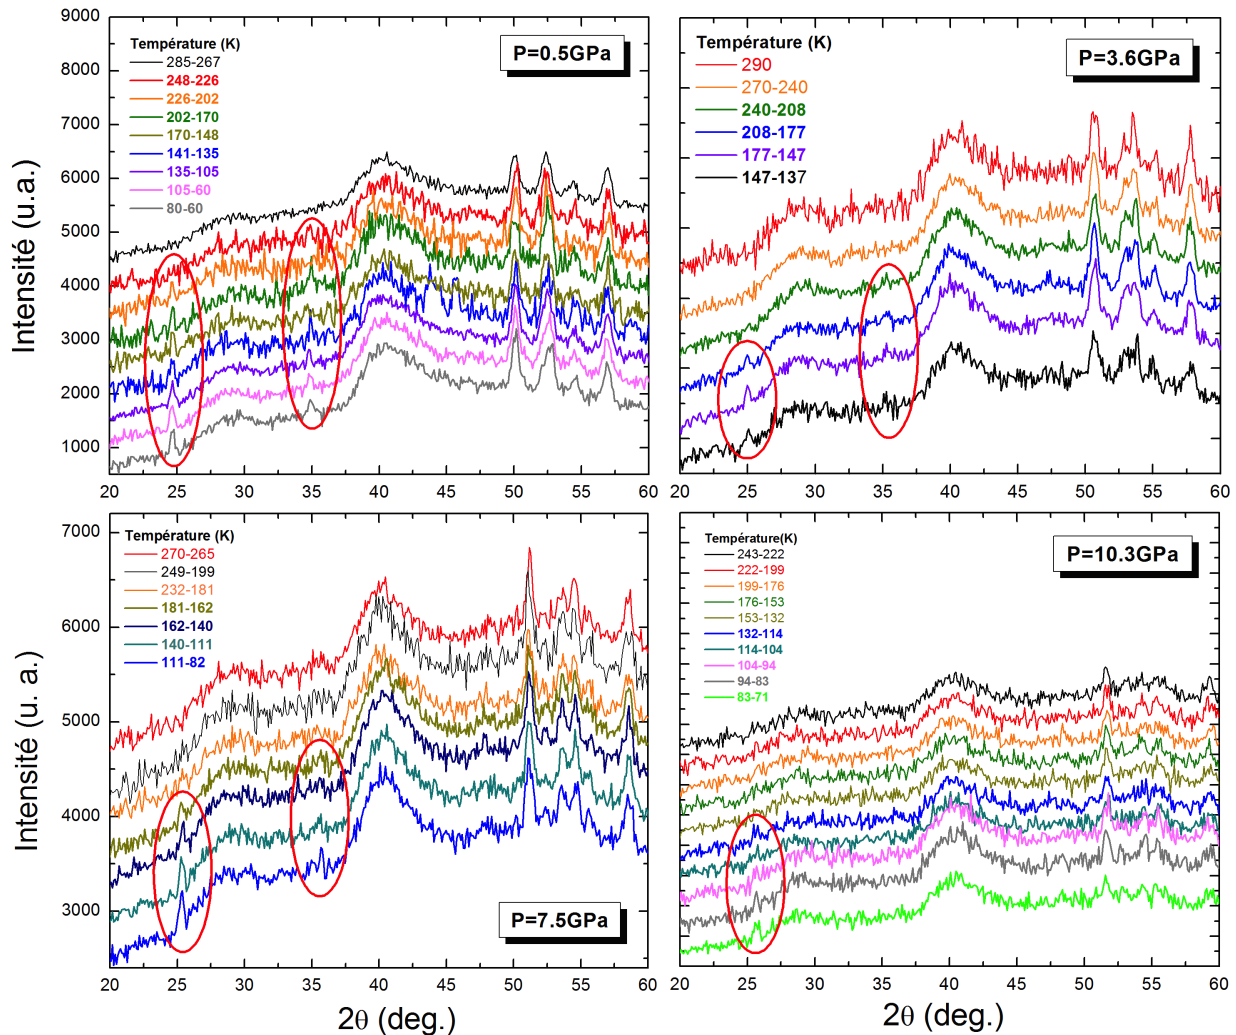 9000
8000
7000
6000
5000
4000
3000
2000
1000
Intensité (u.a.)
Température (K)
285-267
248-226
226-202
202-170
170-148
141-135
135-105
105-60
80-60
P=0.5GPa
20 25 30 35 40 45 50 55 60
Température (K)
290
270-240
240-208
208-177
177-147
147-137
P=3.6GPa
20 25 30 35 40 45 50 55 60
7000
6000
5000
4000
3000
Intensité (u. a.)
Température (K)
270-265
249-199
232-181
181-162
162-140
140-111
111-82
P=7.5GPa
20 25 30 35 40 45 50 55 60
2θ (deg.)
Température(K)
243-222
222-199
199-176
176-153
153-132
132-114
114-104
104-94
94-83
83-71
P=10.3GPa
20 25 30 35 40 45 50 55 60
2θ (deg.)